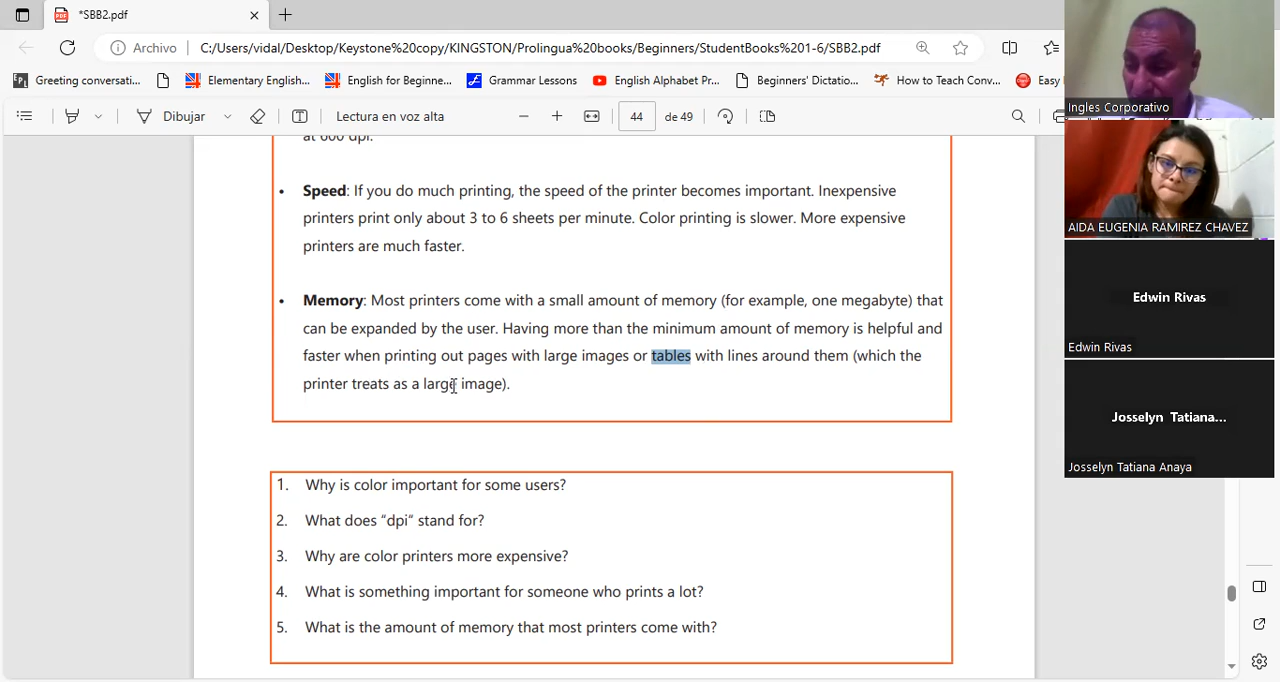 *SBB2.pdf
Archivo
C:/Users/vidal/Desktop/Keystone%20copy/KINGSTON/Prolingua%20books/Beginners/StudentBooks%201-6/SBB2.pdf
Greeting conversati...
Elementary English...
English for Beginne...
Grammar Lessons
English Alphabet Pr...
Beginners' Dictatio...
How to Teach Conv...
Easy
Dibujar
Lectura en voz alta
44
de 49
at 600 dpi.
• Speed: If you do much printing, the speed of the printer becomes important. Inexpensive
printers print only about 3 to 6 sheets per minute. Color printing is slower. More expensive
printers are much faster.
• Memory: Most printers come with a small amount of memory (for example, one megabyte) that
can be expanded by the user. Having more than the minimum amount of memory is helpful and
faster when printing out pages with large images or tables with lines around them (which the
printer treats as a large image).
1. Why is color important for some users?
2. What does “dpi“ stand for?
3. Why are color printers more expensive?
4. What is something important for someone who prints a lot?
5. What is the amount of memory that most printers come with?
Ingles Corporativo
AIDA EUGENIA RAMIREZ CHAVEZ
Edwin Rivas
Edwin Rivas
Josselyn Tatiana...
Josselyn Tatiana Anaya